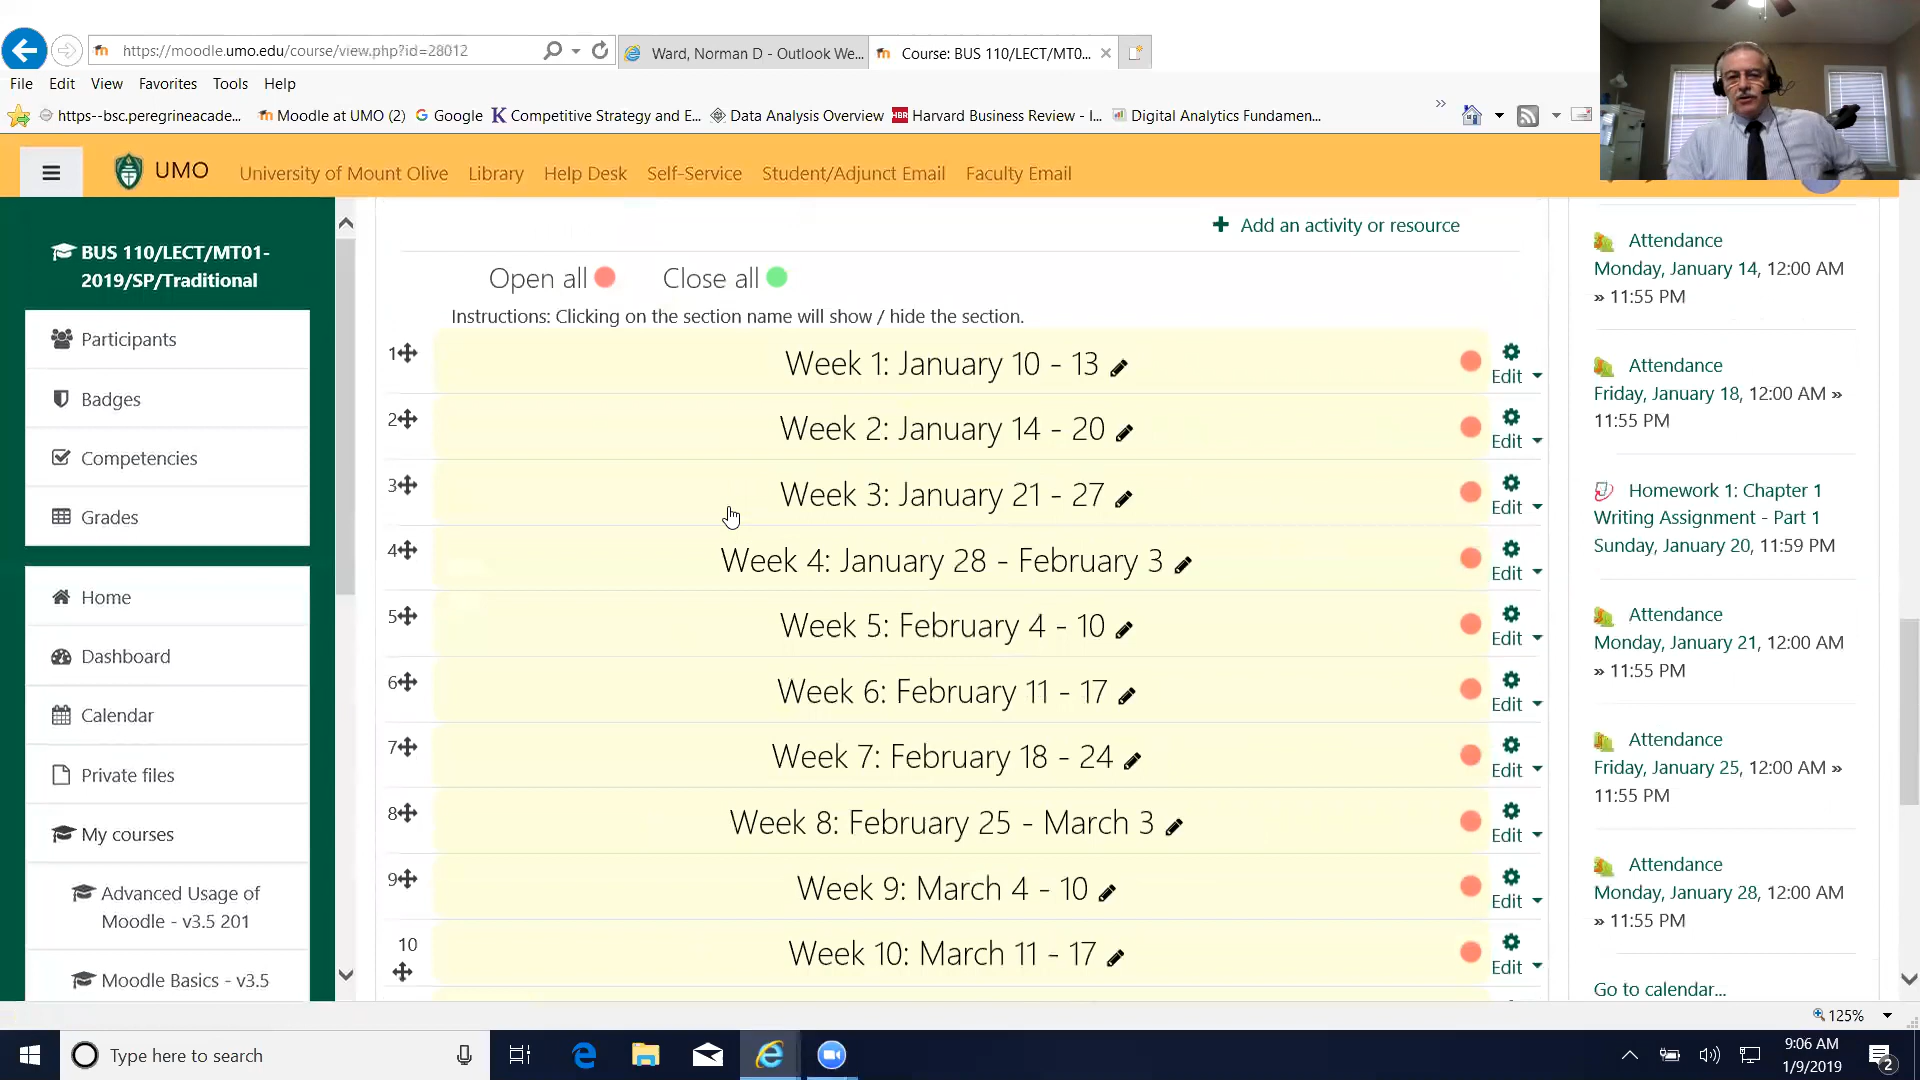 https://moodle.umo.edu/course/view.php?id=28012
Ward, Norman D - Outlook We...
Course: BUS 110/LECT/MT0...
File Edit View Favorites Tools Help
https--bsc.peregrineacade...
Moodle at UMO (2)
Google
Competitive Strategy and E...
Data Analysis Overview
HBR
Harvard Business Review - I...
Digital Analytics Fundamen...
UMO
University of Mount Olive Library Help Desk Self-Service Student/Adjunct Email Faculty Email
BUS 110/LECT/MT01-
2019/SP/Traditional
Participants
Badges
Competencies
Grades
Home
Dashboard
Calendar
Private files
My courses
Advanced Usage of
Moodle - v3.5 201
Moodle Basics - v3.5
Add an activity or resource
Open all Close all
Instructions: Clicking on the section name will show / hide the section.
1 Week 1: January 10 - 13 Edit
2 Week 2: January 14 - 20 Edit
3 Week 3: January 21 - 27 Edit
4 Week 4: January 28 - February 3 Edit
5 Week 5: February 4 - 10 Edit
6 Week 6: February 11 - 17 Edit
7 Week 7: February 18 - 24 Edit
8 Week 8: February 25 - March 3 Edit
9 Week 9: March 4 - 10 Edit
10 Week 10: March 11 - 17 Edit
Attendance
Monday, January 14, 12:00 AM
» 11:55 PM
Attendance
Friday, January 18, 12:00 AM »
11:55 PM
Homework 1: Chapter 1
Writing Assignment - Part 1
Sunday, January 20, 11:59 PM
Attendance
Monday, January 21, 12:00 AM
» 11:55 PM
Attendance
Friday, January 25, 12:00 AM »
11:55 PM
Attendance
Monday, January 28, 12:00 AM
» 11:55 PM
Go to calendar...
125%
Type here to search
9:06 AM
1/9/2019
2